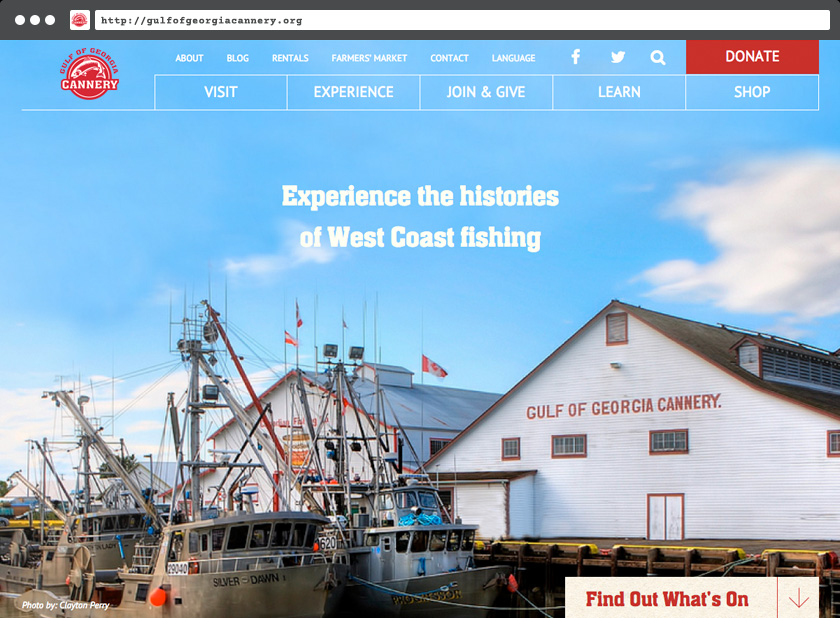 http://gulfofgeorgiacannery.org
GULF OF GEORGIA
CANNERY
ABOUT BLOG RENTALS FARMERS' MARKET CONTACT LANGUAGE
DONATE
VISIT EXPERIENCE JOIN & GIVE LEARN SHOP
Experience the histories
of West Coast fishing
GULF OF GEORGIA CANNERY.
29040
SILVER - DAWN I
620
Photo by: Clayton Perry
Find Out What's On